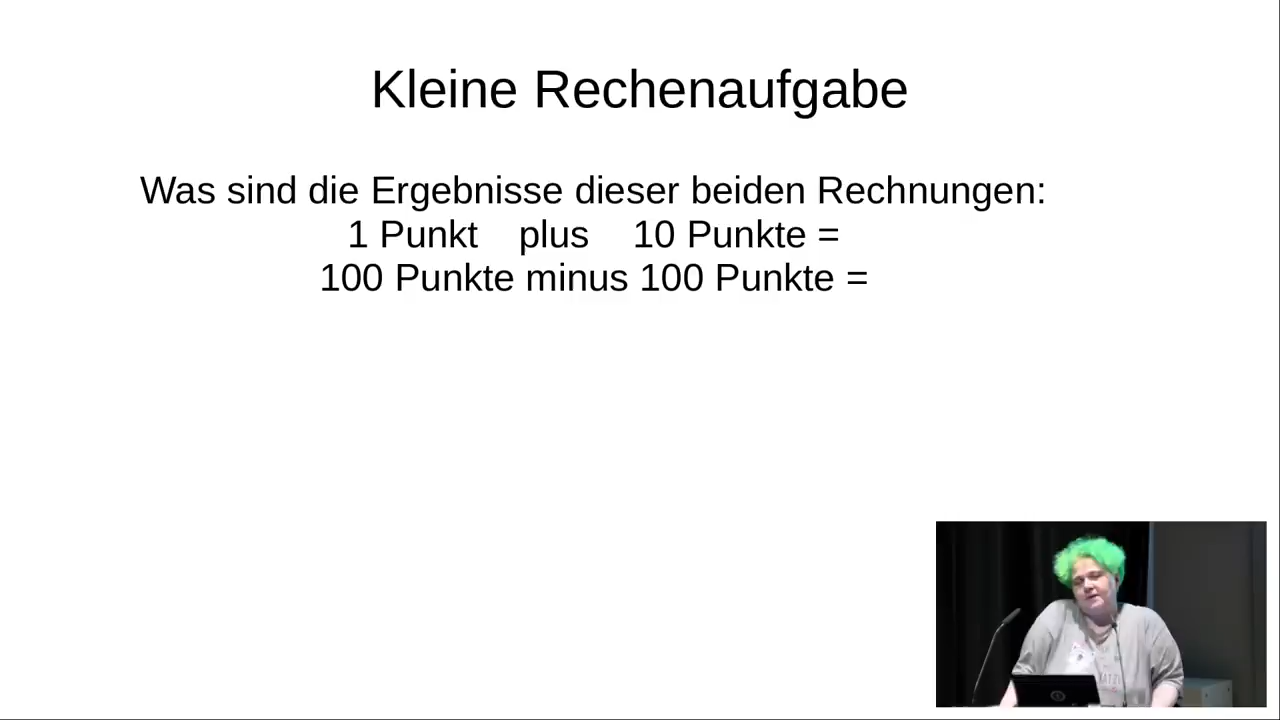 Kleine Rechenaufgabe
Was sind die Ergebnisse dieser beiden Rechnungen:
1 Punkt plus 10 Punkte =
100 Punkte minus 100 Punkte =